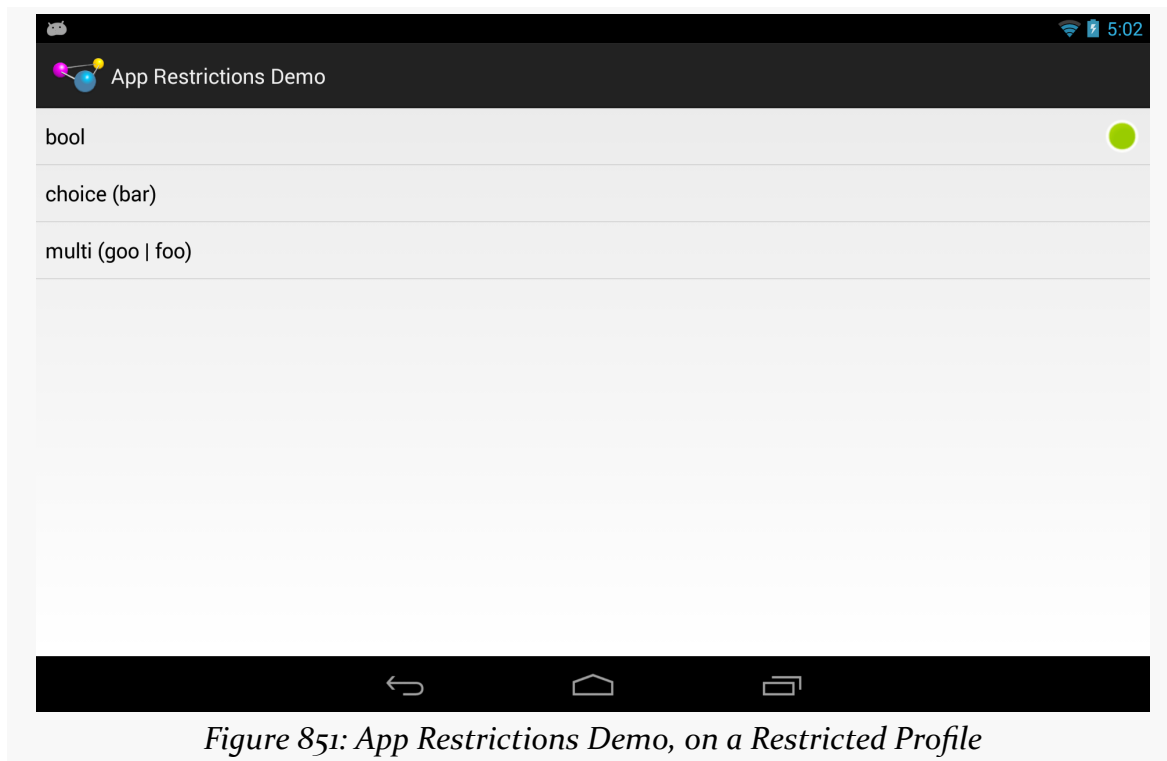 5:02
App Restrictions Demo
bool
choice (bar)
multi (goo | foo)
Figure 851: App Restrictions Demo, on a Restricted Profile